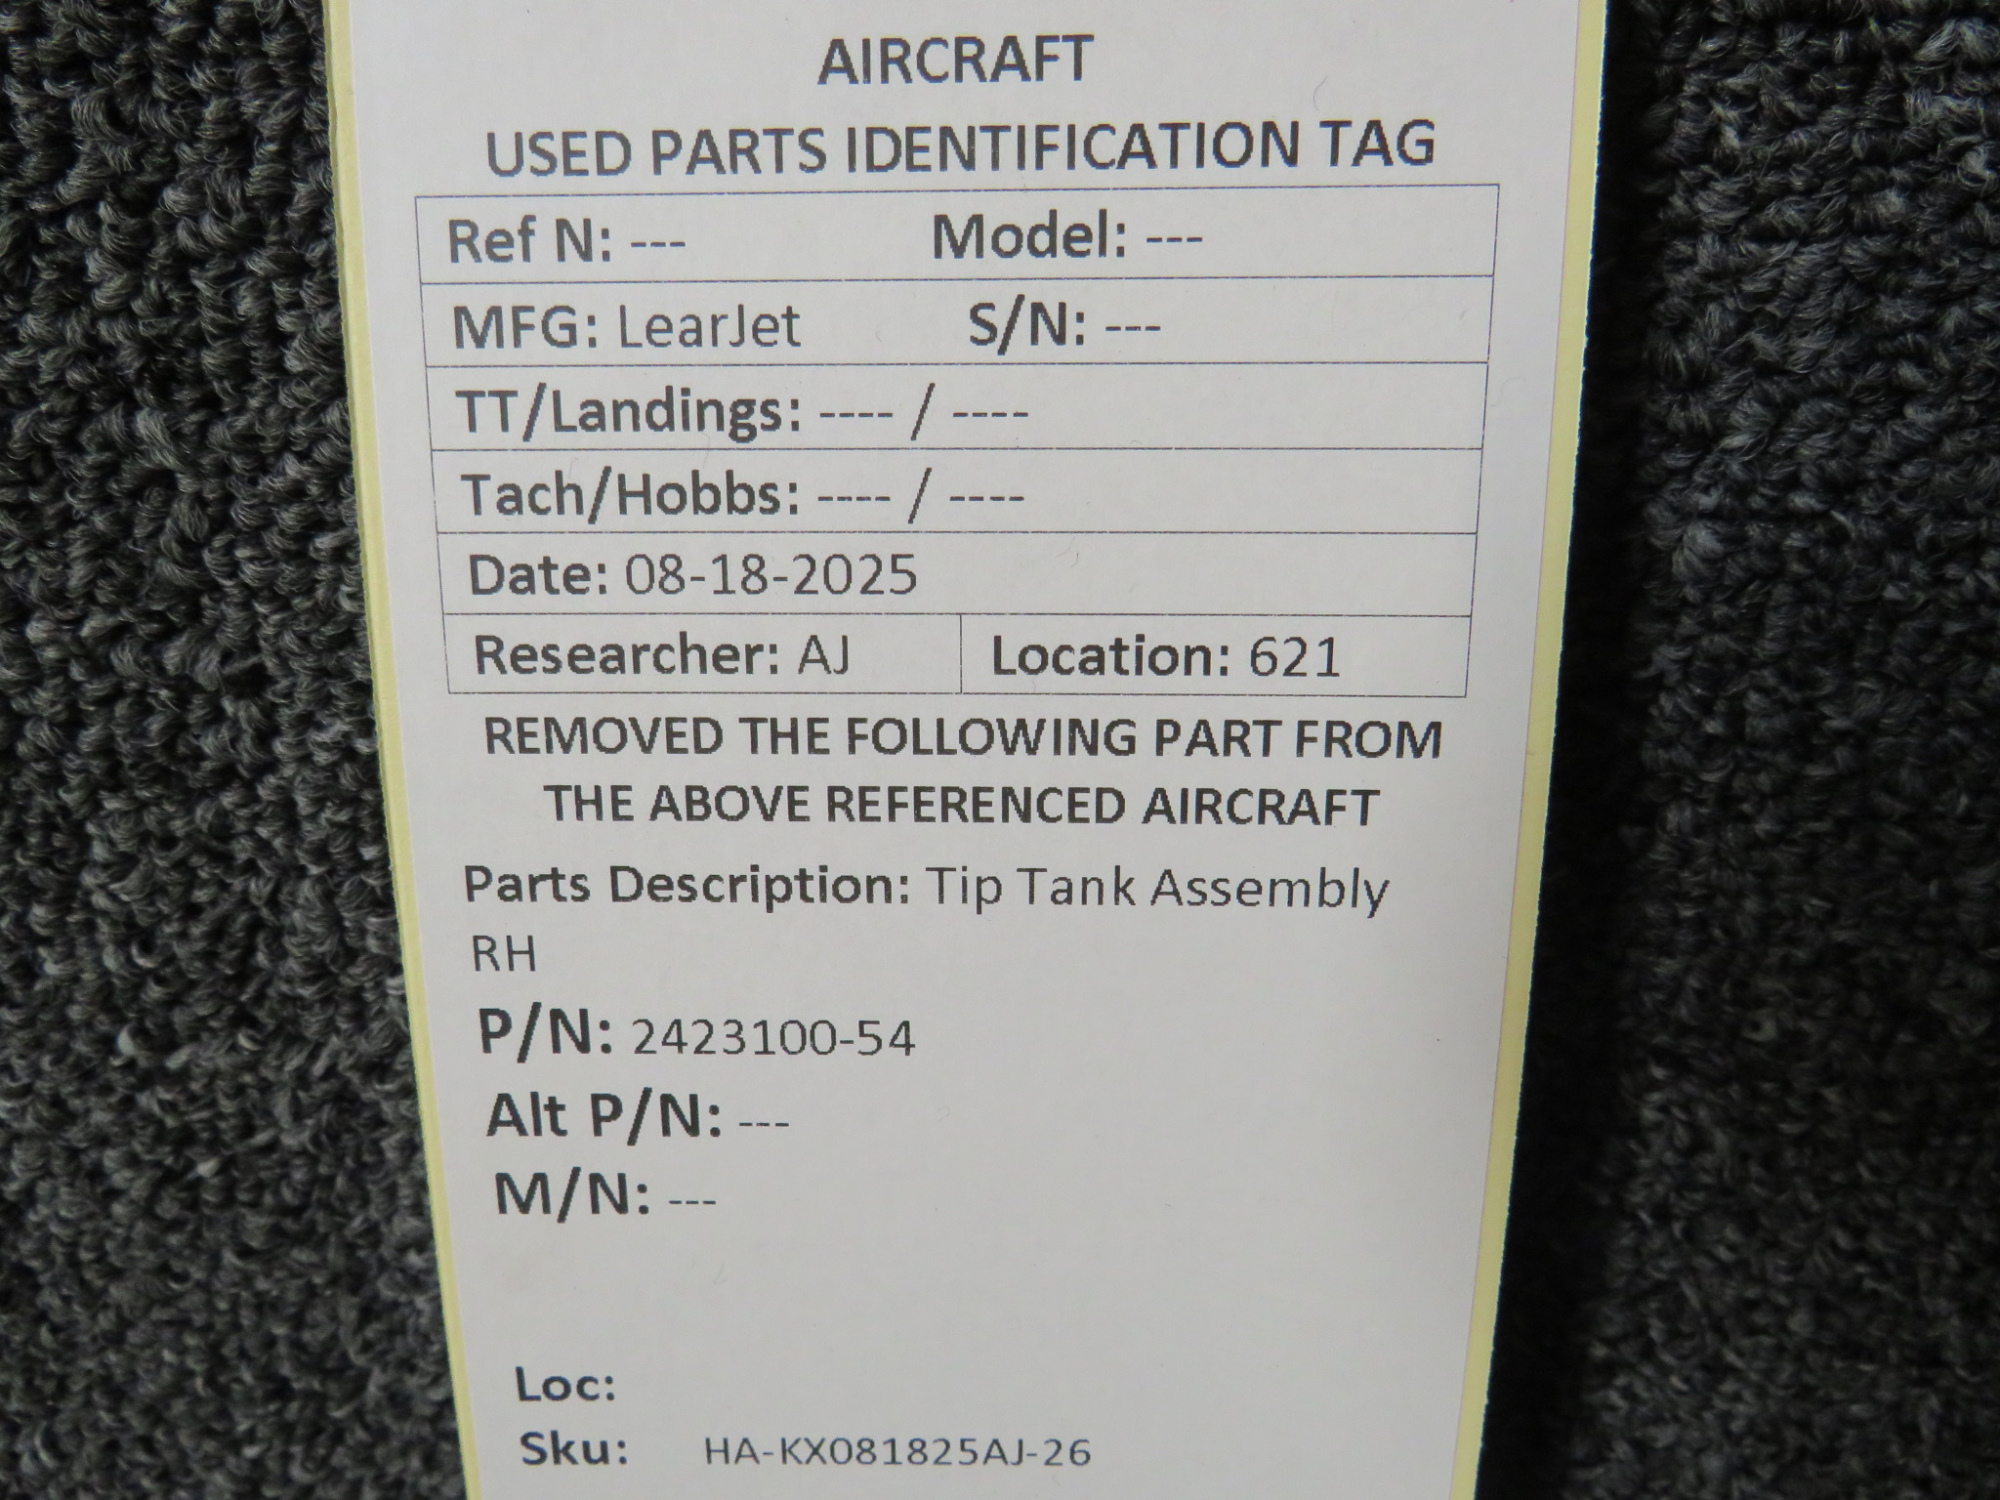 AIRCRAFT
USED PARTS IDENTIFICATION TAG
Ref N: --- Model: ---
MFG: LearJet S/N: ---
TT/Landings: ---- / ----
Tach/Hobbs: ---- / ----
Date: 08-18-2025
Researcher: AJ Location: 621
REMOVED THE FOLLOWING PART FROM
THE ABOVE REFERENCED AIRCRAFT
Parts Description: Tip Tank Assembly
RH
P/N: 2423100-54
Alt P/N: ---
M/N: ---
Loc:
Sku: HA-KX081825AJ-26